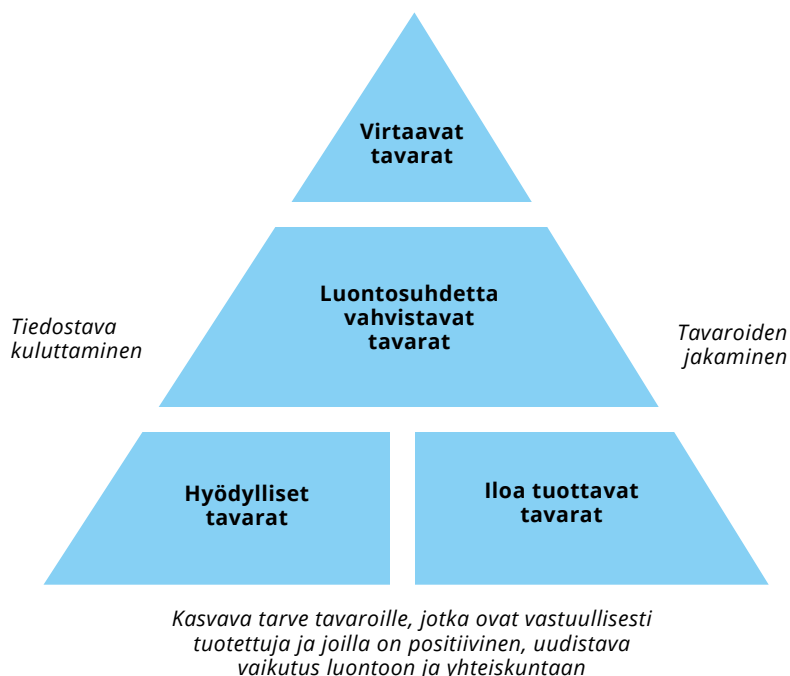 Virtaavat
tavarat
Luontosuhdetta
vahvistavat
tavarat
Tiedostava
kuluttaminen
Tavaroiden
jakaminen
Hyödylliset
tavarat
Iloa tuottavat
tavarat
Kasvava tarve tavaroille, jotka ovat vastuullisesti
tuotettuja ja joilla on positiivinen, uudistava
vaikutus luontoon ja yhteiskuntaan